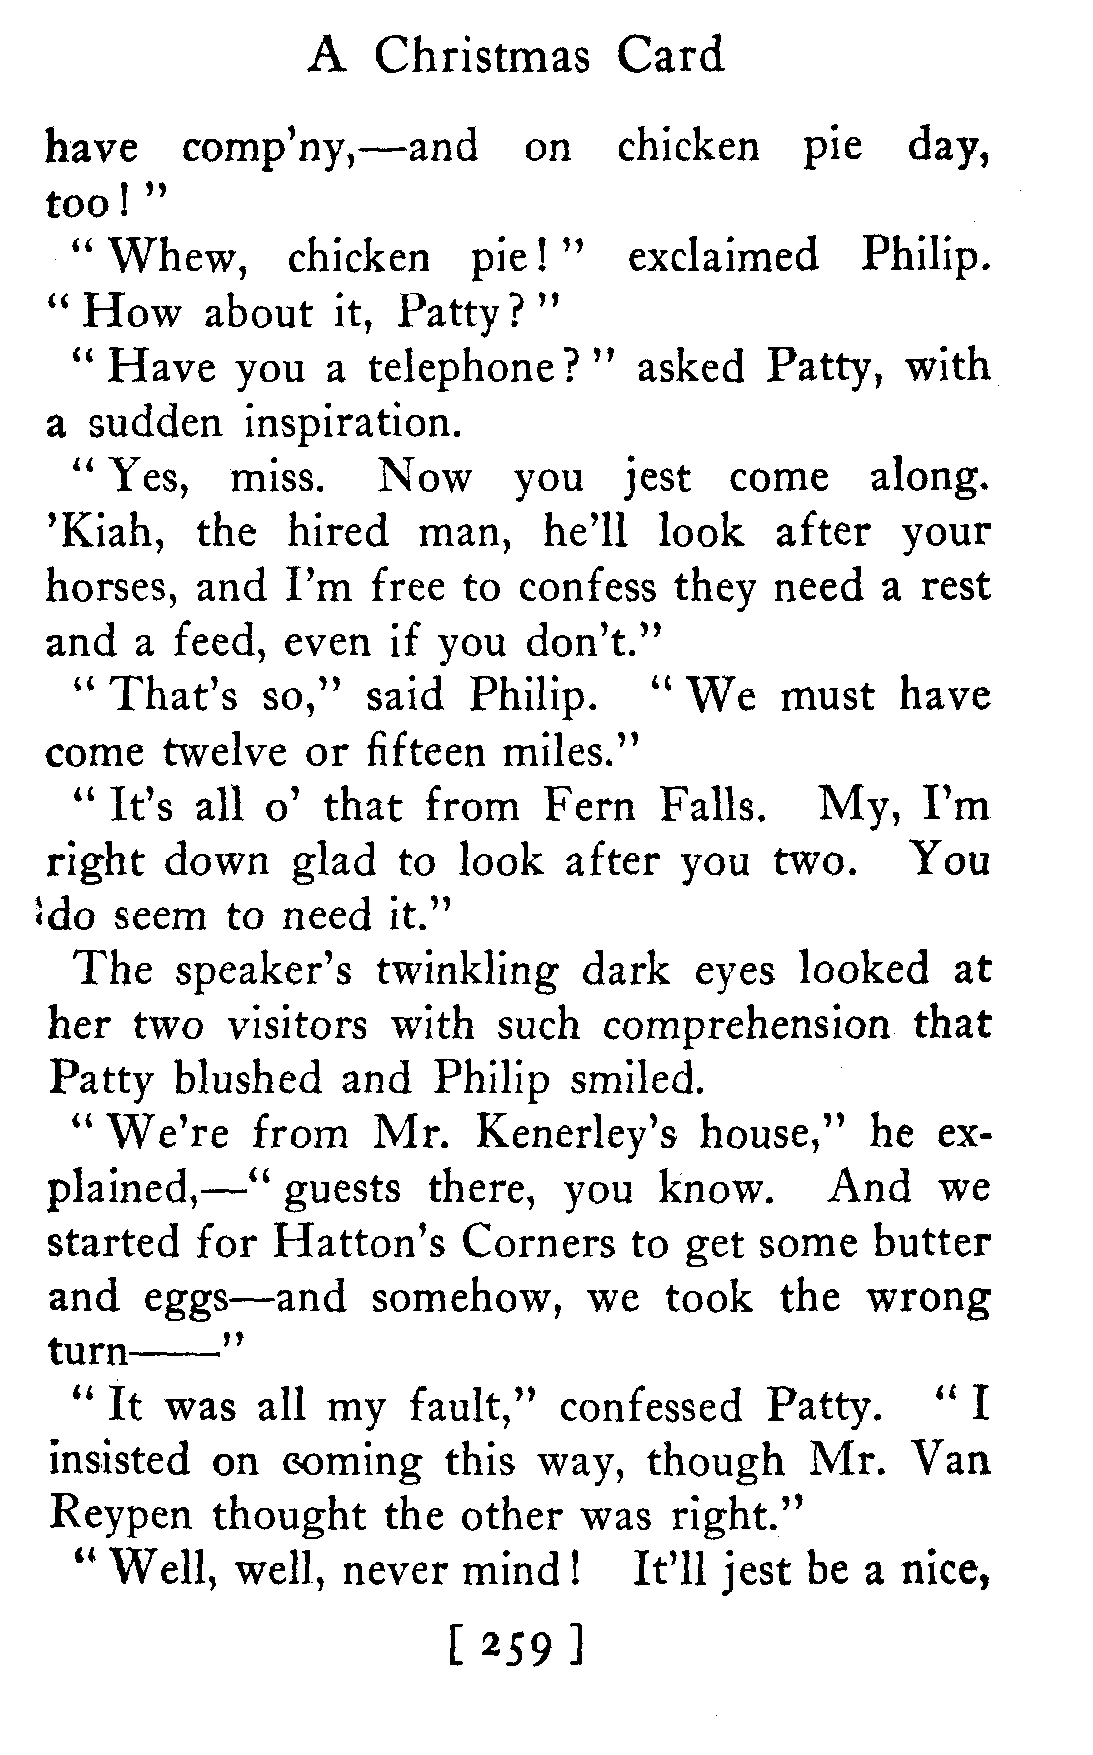 A Christmas Card
have comp'ny,—and on chicken pie day,
too! "
" Whew, chicken pie! " exclaimed Philip.
" How about it, Patty? "
" Have you a telephone? " asked Patty, with
a sudden inspiration.
" Yes, miss. Now you jest come along.
'Kiah, the hired man, he'll look after your
horses, and I'm free to confess they need a rest
and a feed, even if you don't."
" That's so," said Philip. " We must have
come twelve or fifteen miles."
" It's all o' that from Fern Falls. My, I'm
right down glad to look after you two. You
do seem to need it."
The speaker's twinkling dark eyes looked at
her two visitors with such comprehension that
Patty blushed and Philip smiled.
" We're from Mr. Kenerley's house," he ex-
plained,—" guests there, you know. And we
started for Hatton's Corners to get some butter
and eggs—and somehow, we took the wrong
turn——"
" It was all my fault," confessed Patty. " I
insisted on coming this way, though Mr. Van
Reypen thought the other was right."
" Well, well, never mind! It'll jest be a nice,
[ 259 ]